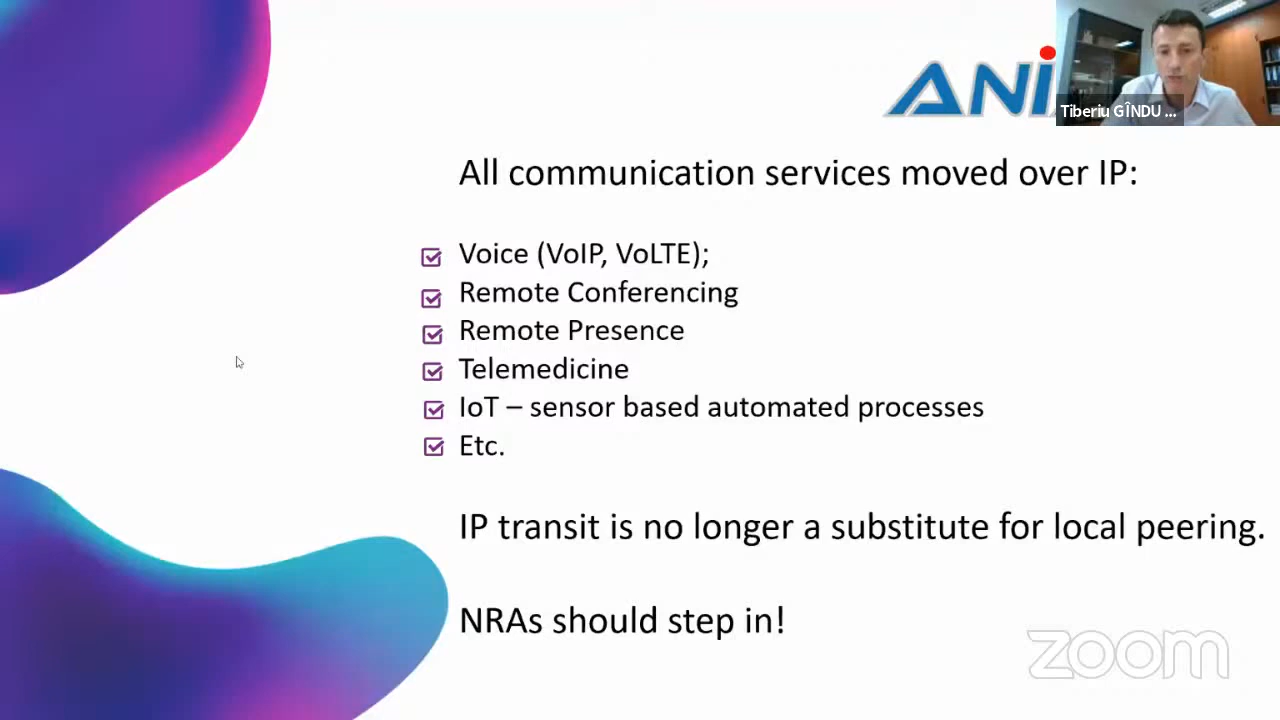 ANi
Tiberiu GÎNDU ...
All communication services moved over IP:
Voice (VoIP, VoLTE);
Remote Conferencing
Remote Presence
Telemedicine
IoT – sensor based automated processes
Etc.
IP transit is no longer a substitute for local peering.
NRAs should step in!
zoom